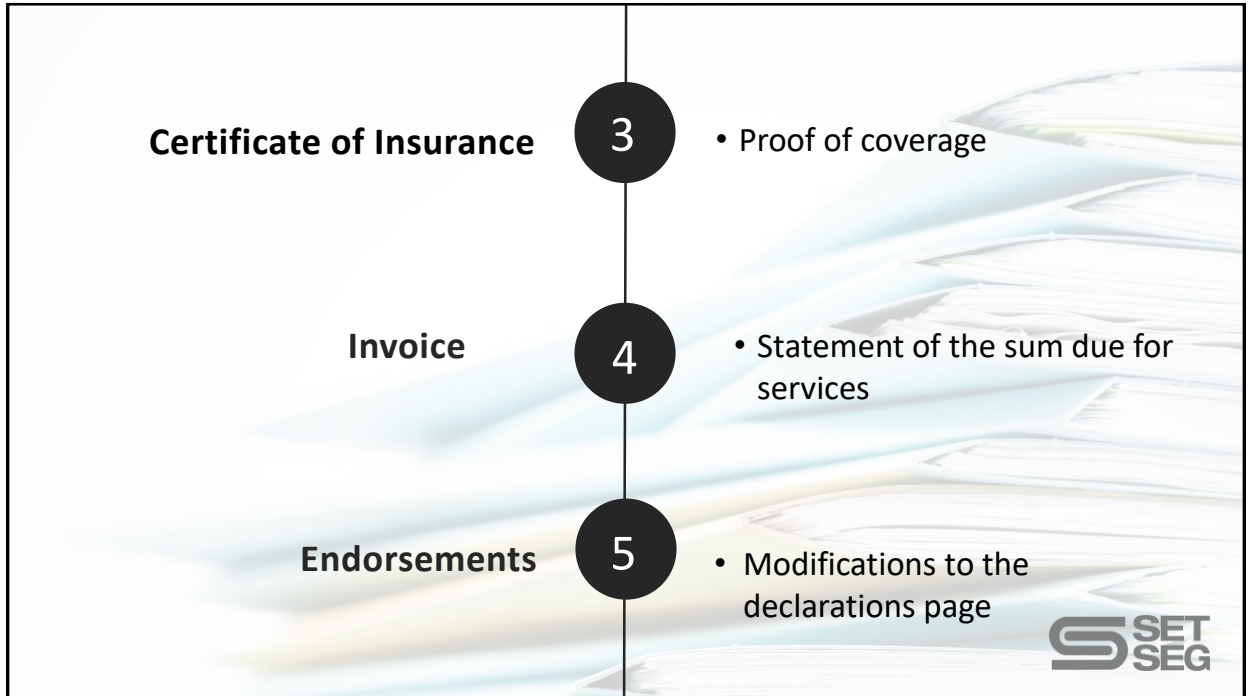 Certificate of Insurance
3
• Proof of coverage
Invoice
4
• Statement of the sum due for
services
Endorsements
5
• Modifications to the
declarations page
SET
SEG